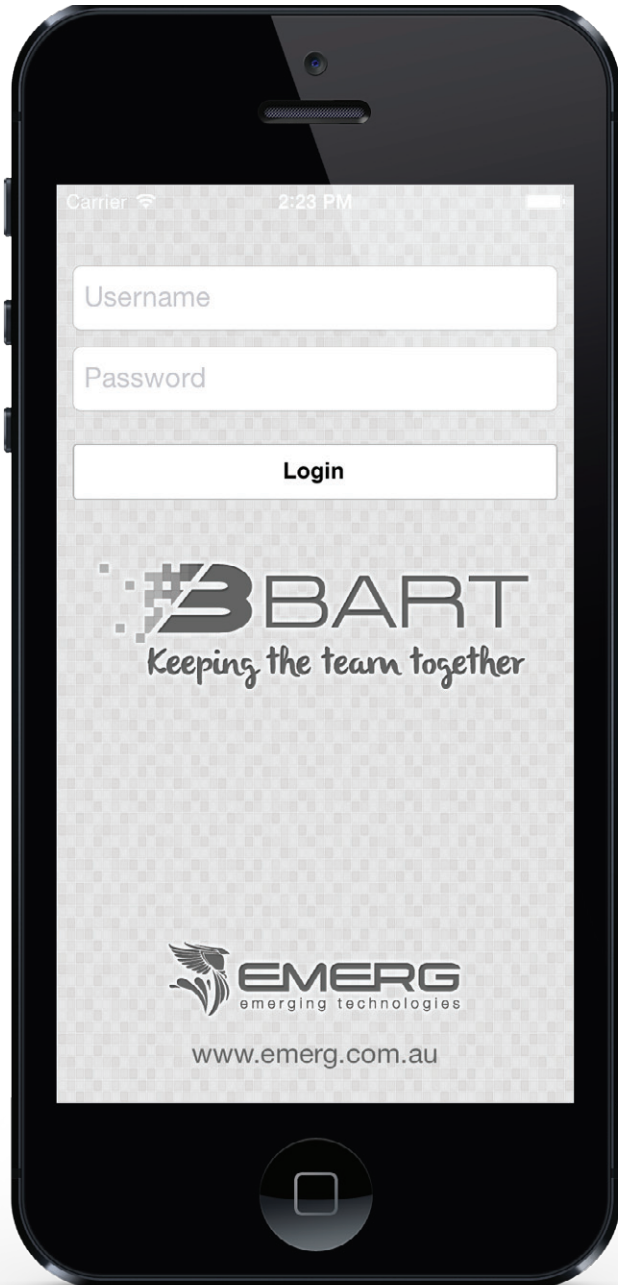 Carrier 2:23 PM
Username
Password
Login
B BART
Keeping the team together
EMERG
emerging technologies
www.emerg.com.au